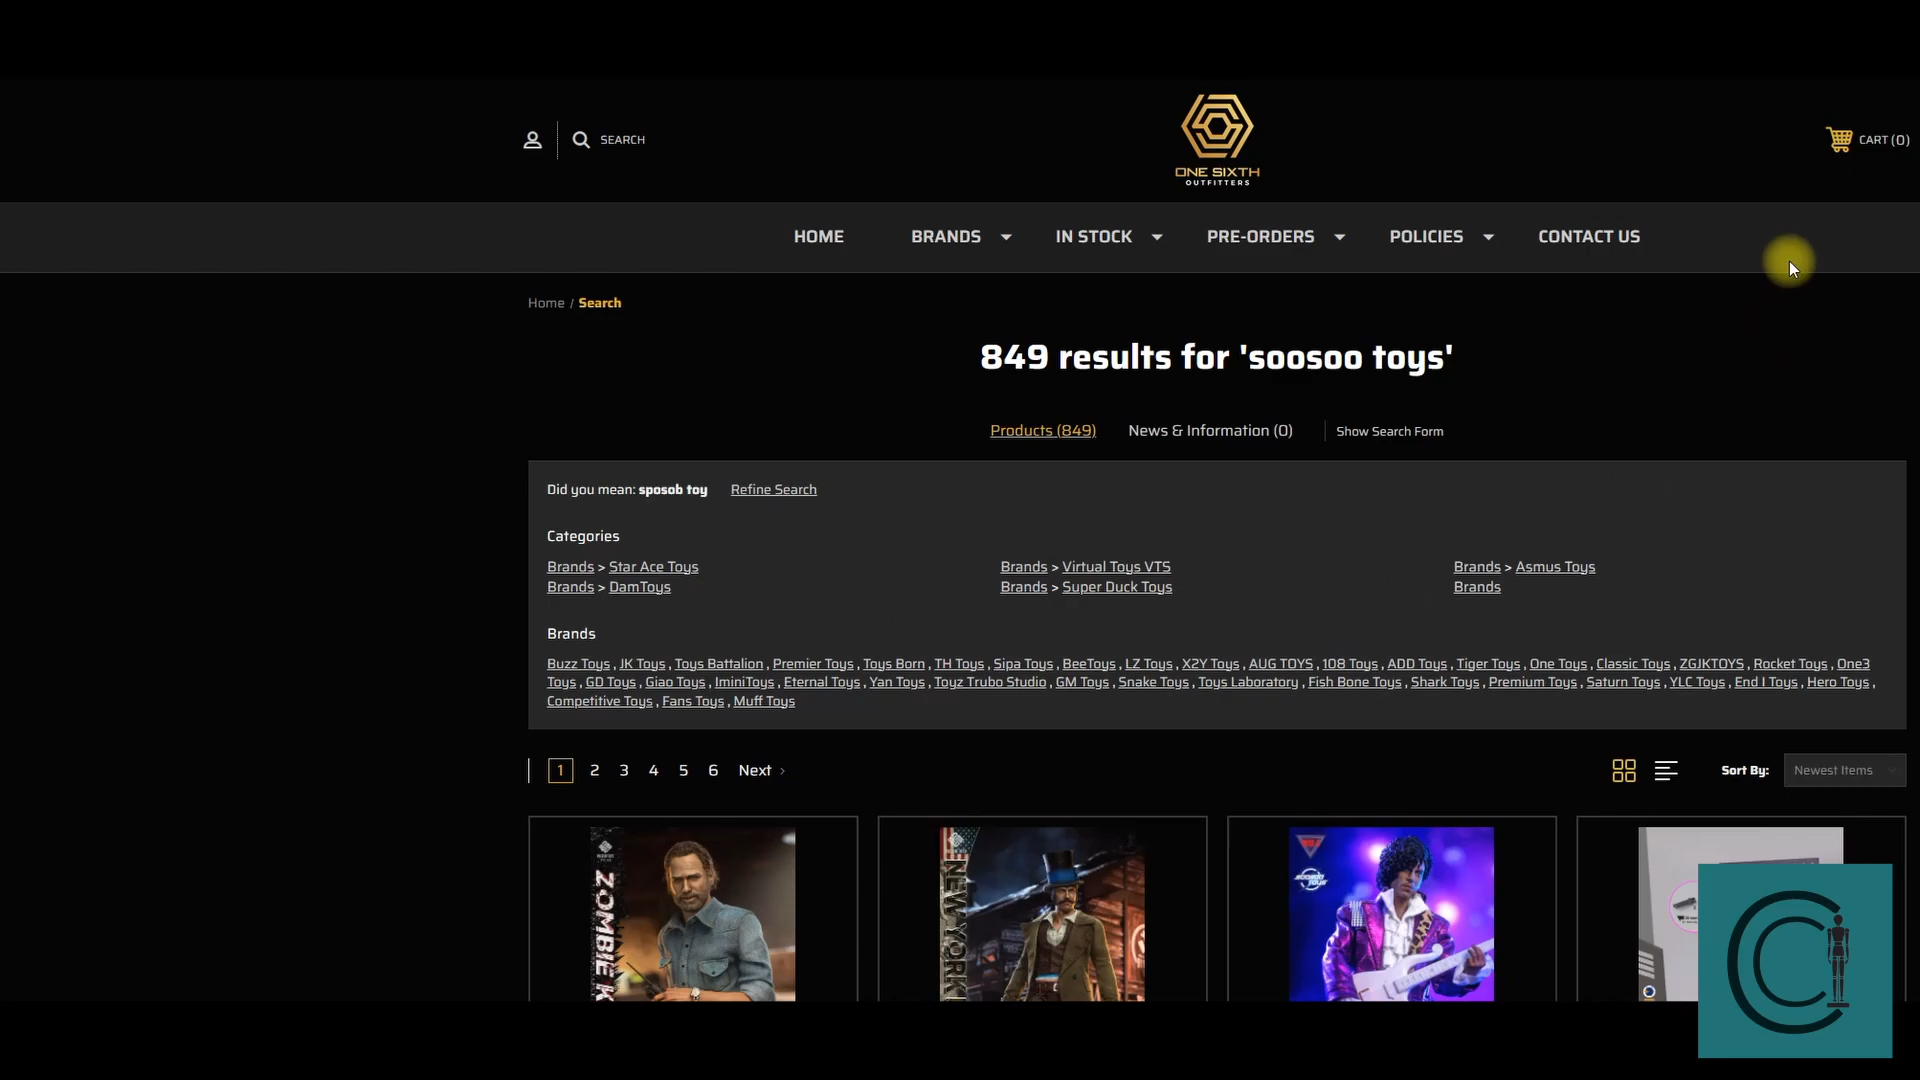 SEARCH
ONE SIXTH
OUTFITTERS
CART (0)
HOME BRANDS IN STOCK PRE-ORDERS POLICIES CONTACT US
Home / Search
849 results for 'soosoo toys'
Products (849) News & Information (0) Show Search Form
Did you mean: sposob toy Refine Search
Categories
Brands > Star Ace Toys Brands > Virtual Toys VTS Brands > Asmus Toys
Brands > DamToys Brands > Super Duck Toys Brands
Brands
Buzz Toys , JK Toys , Toys Battalion , Premier Toys , Toys Born , TH Toys , Sipa Toys , BeeToys , LZ Toys , X2Y Toys , AUG TOYS , 108 Toys , ADD Toys , Tiger Toys , One Toys , Classic Toys , ZGJKTOYS , Rocket Toys , One3
Toys , GD Toys , Giao Toys , IminiToys , Eternal Toys , Yan Toys , Toyz Trubo Studio , GM Toys , Snake Toys , Toys Laboratory , Fish Bone Toys , Shark Toys , Premium Toys , Saturn Toys , YLC Toys , End I Toys , Hero Toys ,
Competitive Toys , Fans Toys , Muff Toys
1 2 3 4 5 6 Next >
Sort By: Newest Items
ZOMBIE K
NEW YORK
SOOSOO TOYS